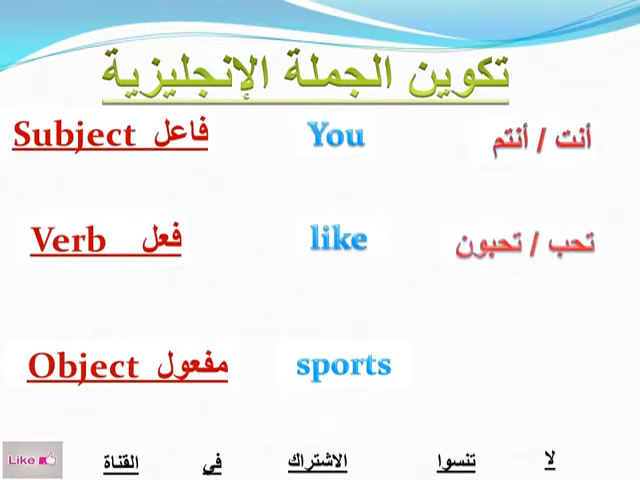 تكوين الجملة الإنجليزية
Subject فاعل You أنت / أنتم
Verb فعل like تحب / تحبون
Object مفعول sports
Like لا تنسوا الاشتراك في القناة